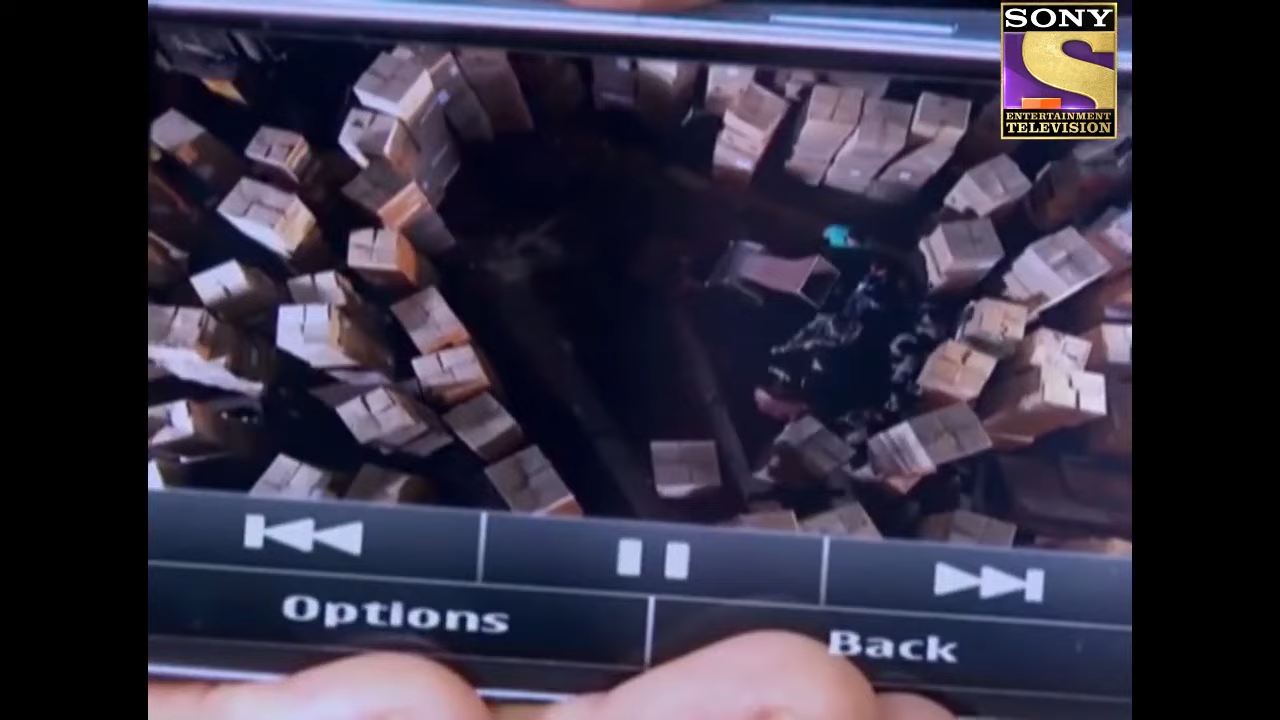 SONY
S
ENTERTAINMENT
TELEVISION
Options
Back